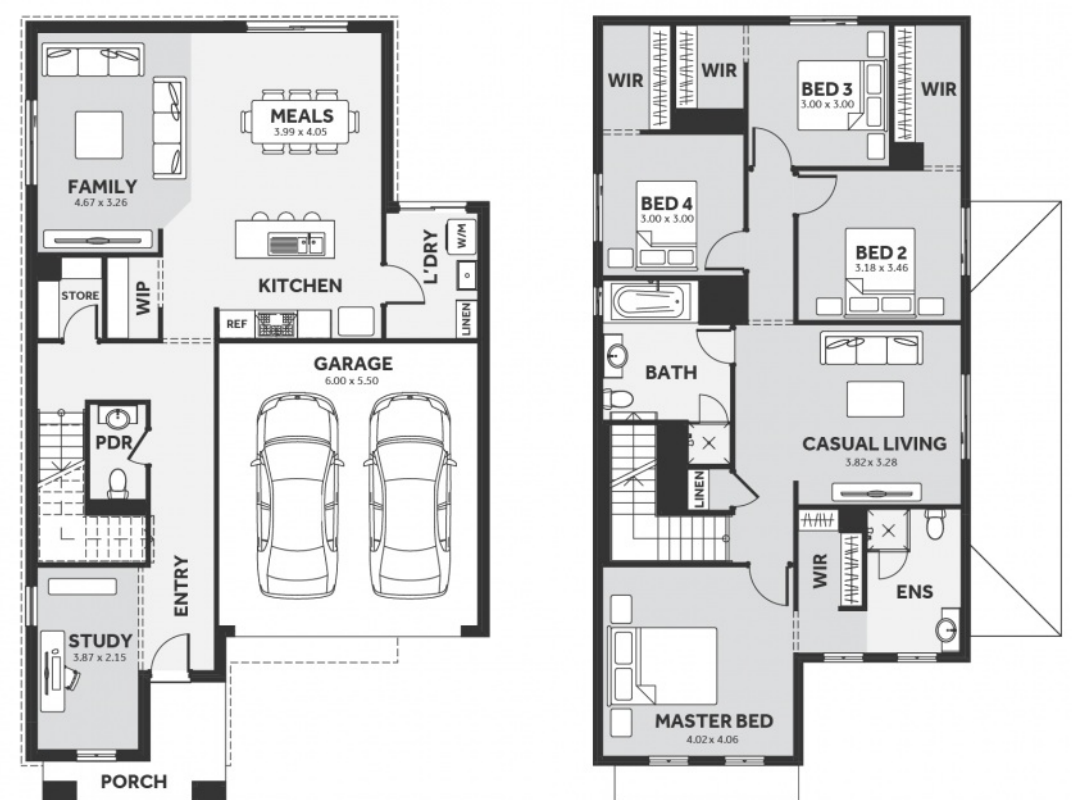 MEALS
3.99 x 4.05
FAMILY
4.67 x 3.26
L'DRY
W/M
KITCHEN
STORE
WIP
LINEN
REF
GARAGE
6.00 x 5.50
PDR
ENTRY
STUDY
3.87 x 2.15
PORCH
WIR
WIR
BED 3
3.00 x 3.00
WIR
BED 4
3.00 x 3.00
BED 2
3.18 x 3.46
BATH
CASUAL LIVING
3.82x 3.28
LINEN
WIR
ENS
MASTER BED
4.02x 4.06